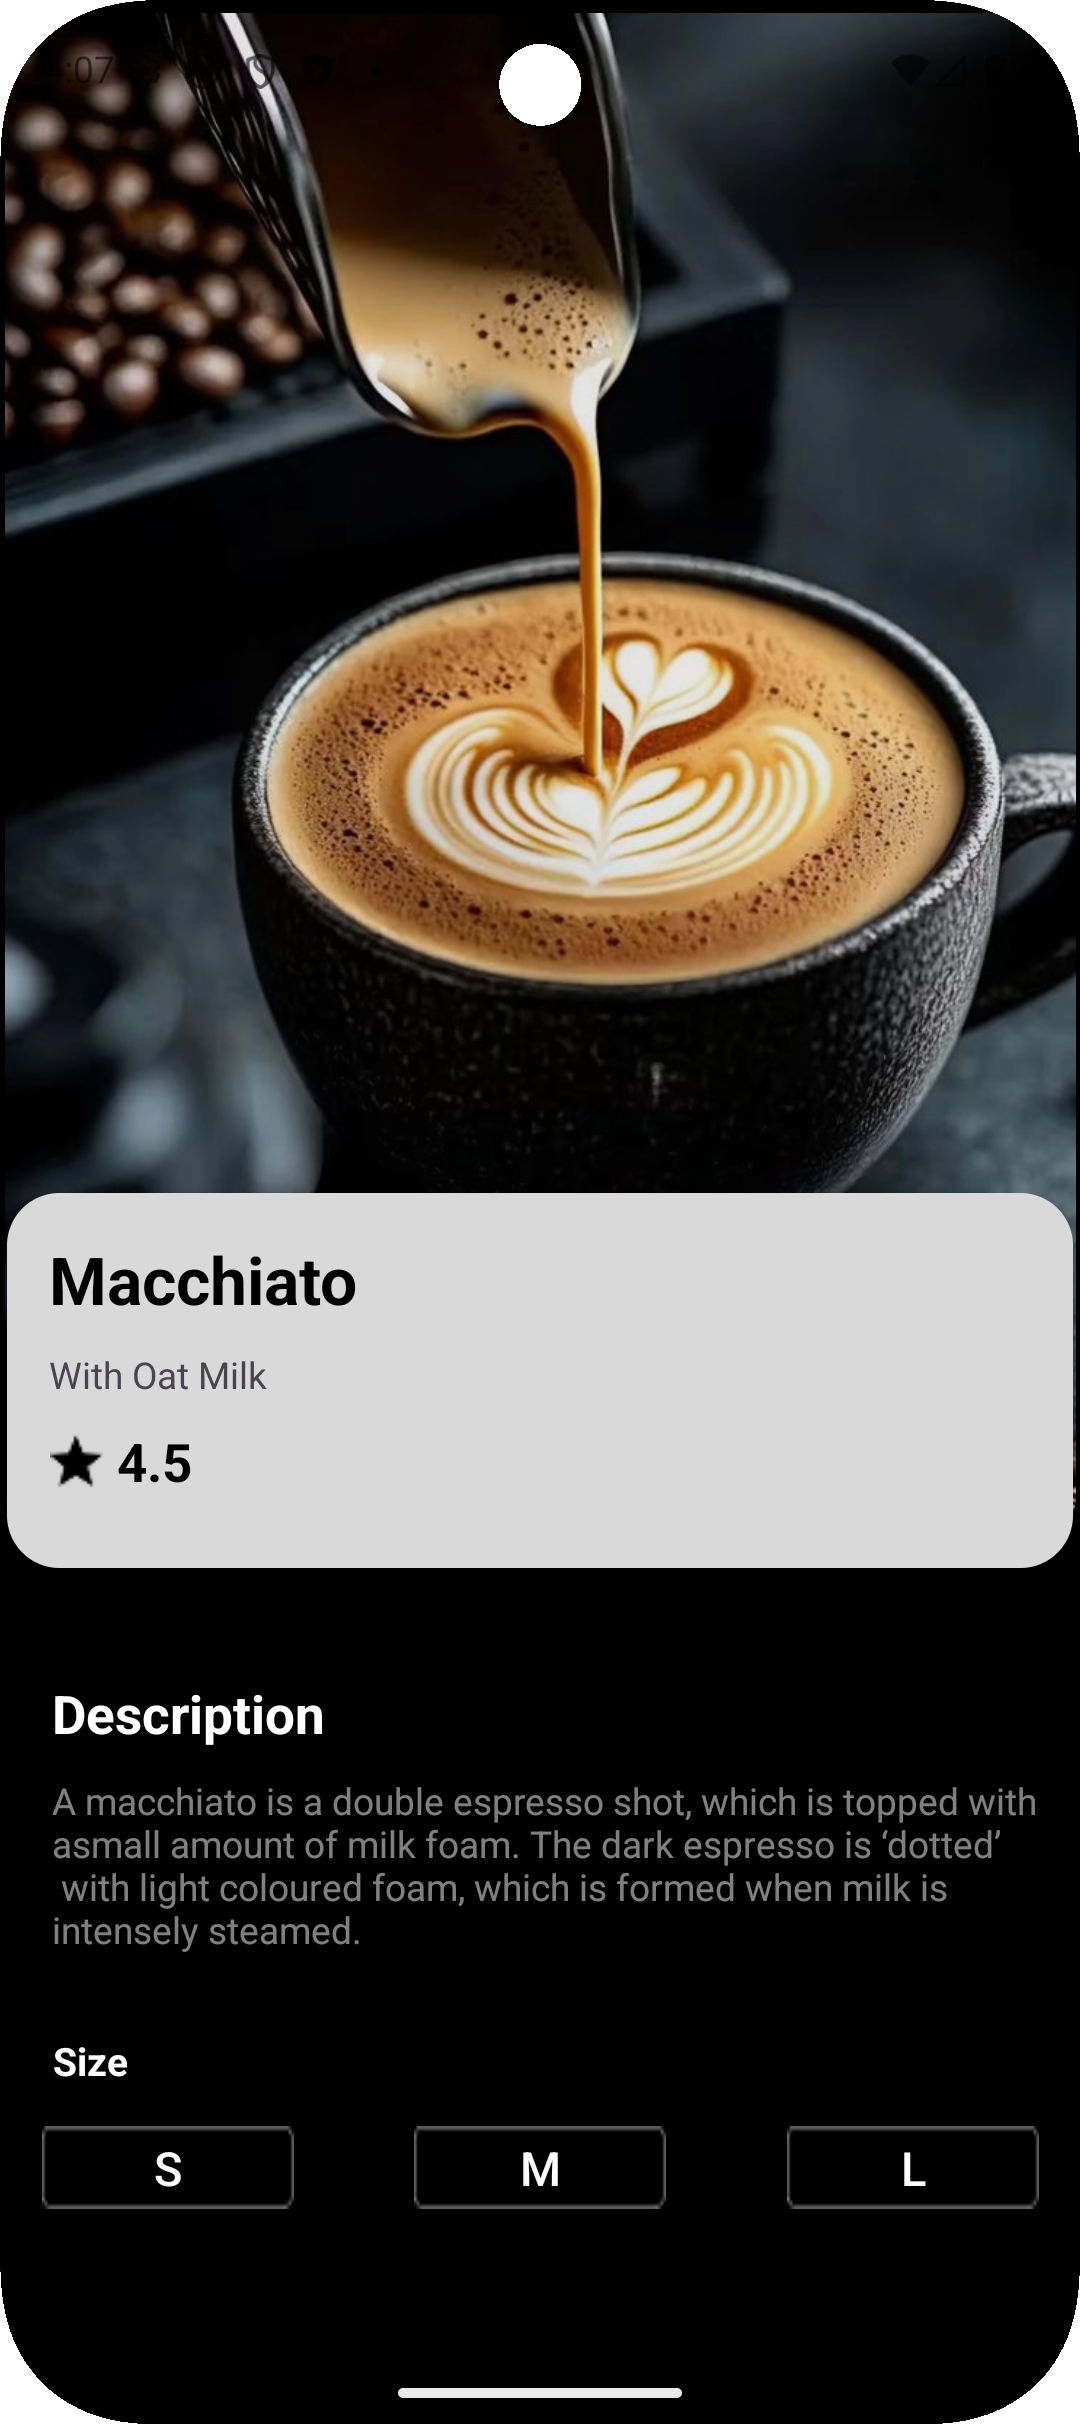 :07
Macchiato
With Oat Milk
4.5
Description
A macchiato is a double espresso shot, which is topped with
asmall amount of milk foam. The dark espresso is ‘dotted’
with light coloured foam, which is formed when milk is
intensely steamed.
Size
S
M
L